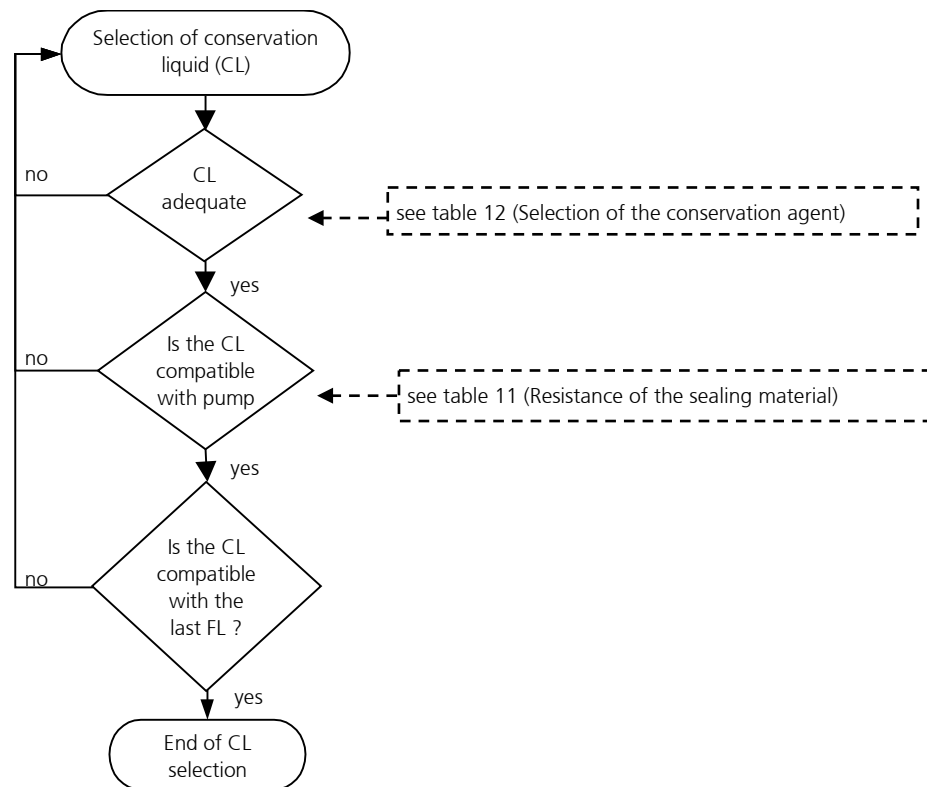 Selection of conservation
liquid (CL)
no
CL
adequate
see table 12 (Selection of the conservation agent)
yes
no
Is the CL
compatible
with pump
see table 11 (Resistance of the sealing material)
yes
no
Is the CL
compatible
with the
last FL ?
yes
End of CL
selection